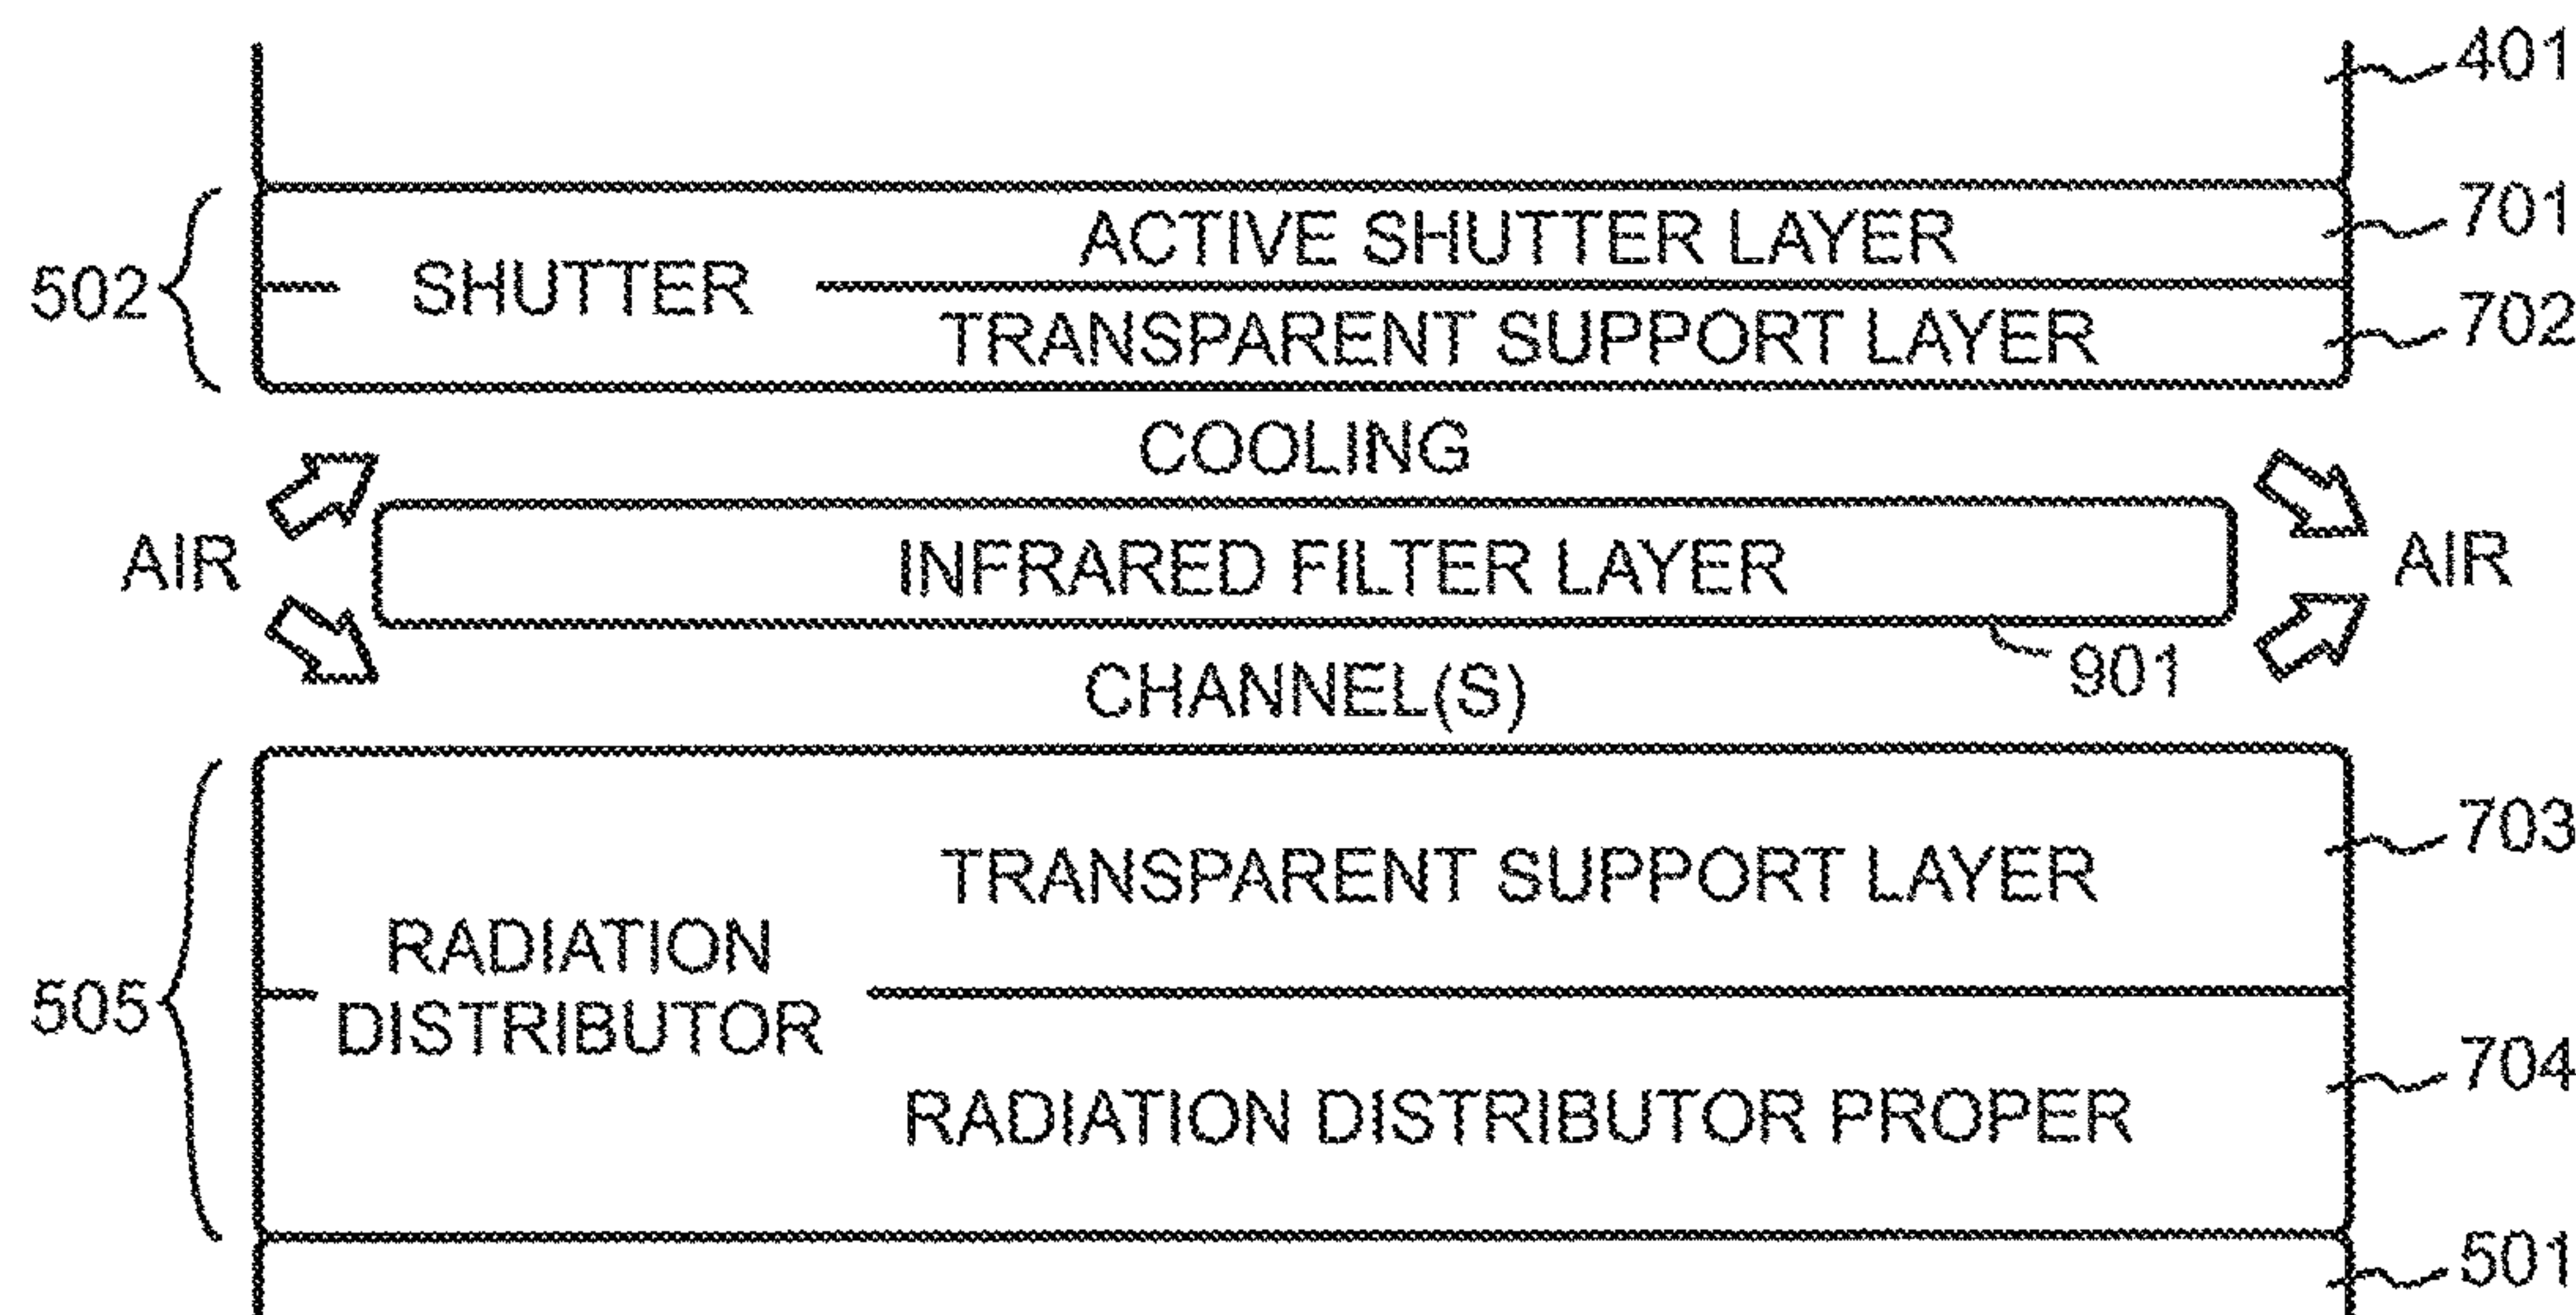 401
ACTIVE SHUTTER LAYER
701
502
SHUTTER
TRANSPARENT SUPPORT LAYER
702
COOLING
AIR
INFRARED FILTER LAYER
AIR
901
CHANNEL(S)
TRANSPARENT SUPPORT LAYER
703
505
RADIATION
DISTRIBUTOR
RADIATION DISTRIBUTOR PROPER
704
501